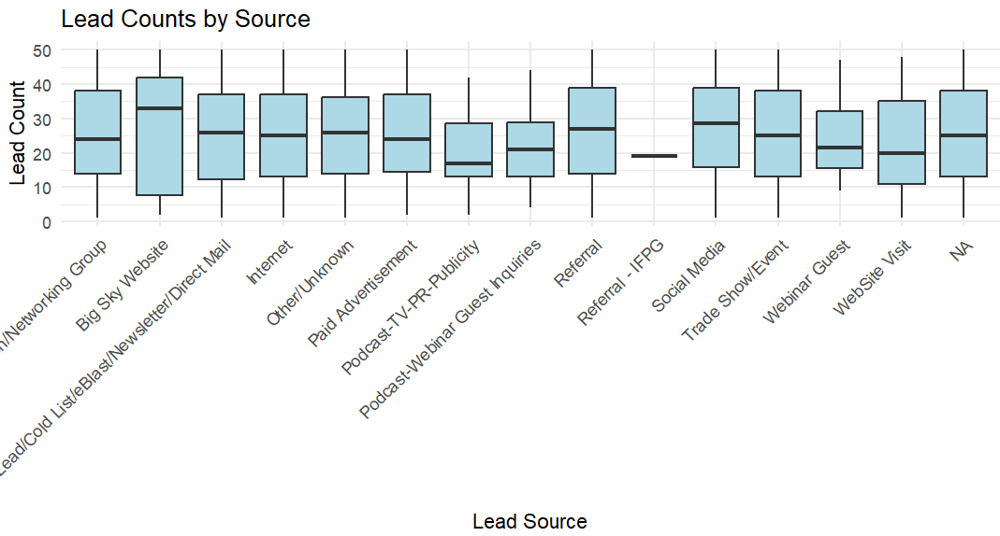 Lead Counts by Source
Lead Count
50
40
30
20
10
0
/Networking Group
Big Sky Website
Lead/Cold List/eBlast/Newsletter/Direct Mail
Internet
Other/Unknown
Paid Advertisement
Podcast-TV-PR-Publicity
Podcast-Webinar Guest Inquiries
Referral
Referral - IFPG
Social Media
Trade Show/Event
Webinar Guest
WebSite Visit
NA
Lead Source